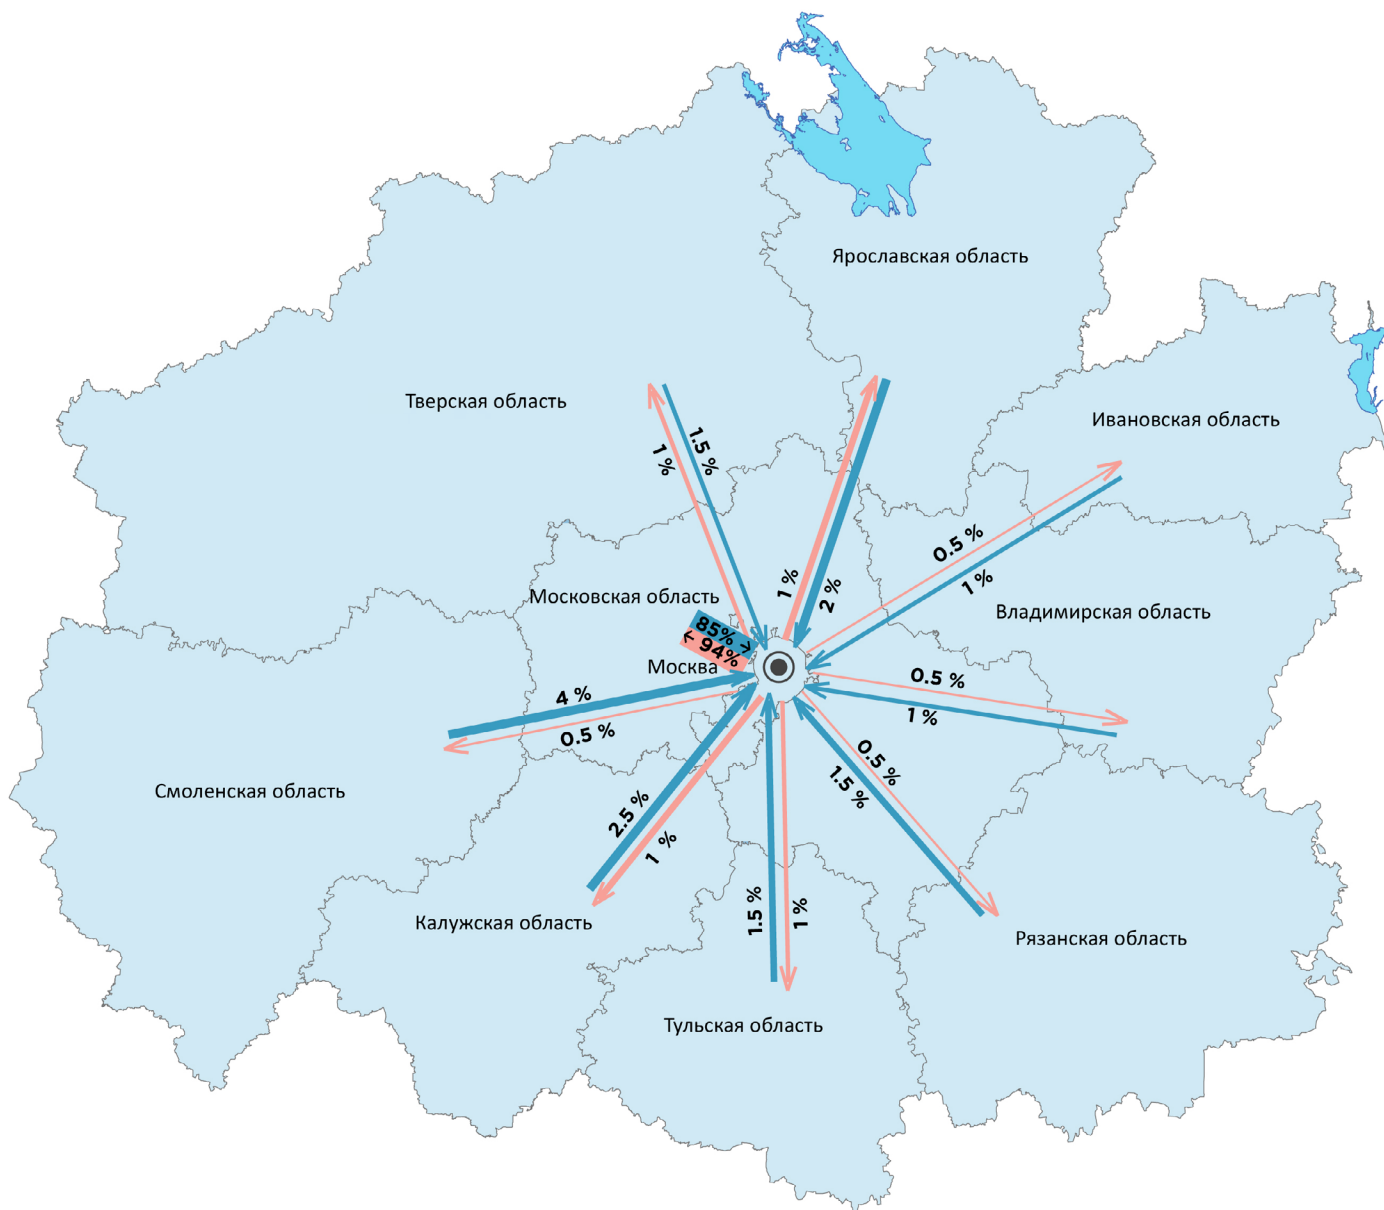 Ярославская область
Тверская область
Ивановская область
1.5 %
1 %
0.5 %
1 %
1 %
2 %
Московская область
Владимирская область
85% →
← 94%
Москва
0.5 %
1 %
4 %
0.5 %
0.5 %
1.5 %
Смоленская область
2.5 %
1 %
1.5 %
1 %
Калужская область
Рязанская область
Тульская область